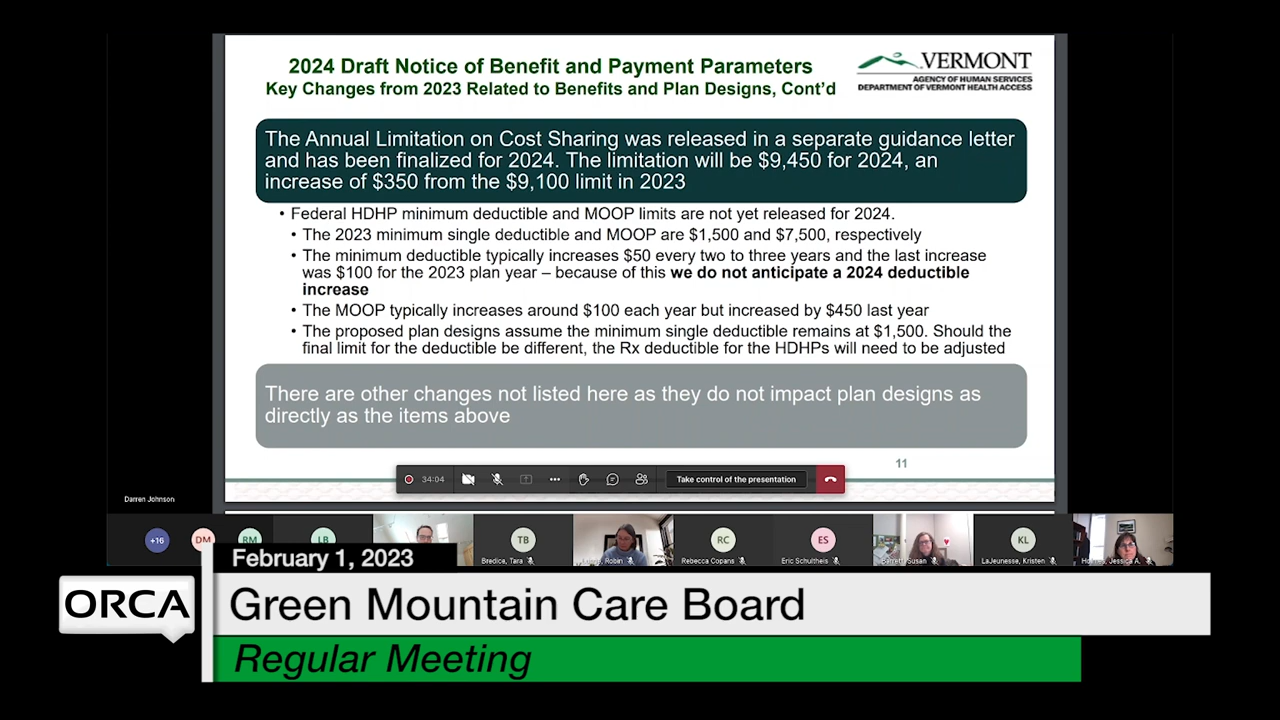 2024 Draft Notice of Benefit and Payment Parameters
Key Changes from 2023 Related to Benefits and Plan Designs, Cont’d
VERMONT
AGENCY OF HUMAN SERVICES
DEPARTMENT OF VERMONT HEALTH ACCESS
The Annual Limitation on Cost Sharing was released in a separate guidance letter
and has been finalized for 2024. The limitation will be $9,450 for 2024, an
increase of $350 from the $9,100 limit in 2023
• Federal HDHP minimum deductible and MOOP limits are not yet released for 2024.
• The 2023 minimum single deductible and MOOP are $1,500 and $7,500, respectively
• The minimum deductible typically increases $50 every two to three years and the last increase
was $100 for the 2023 plan year – because of this we do not anticipate a 2024 deductible
increase
• The MOOP typically increases around $100 each year but increased by $450 last year
• The proposed plan designs assume the minimum single deductible remains at $1,500. Should the
final limit for the deductible be different, the Rx deductible for the HDHPs will need to be adjusted
There are other changes not listed here as they do not impact plan designs as
directly as the items above
11
34:04
Take control of the presentation
Darren Johnson
+16
DM
RM
LB
TB
RC
ES
KL
Bredice, Tara
Robin
Rebecca Copans
Eric Schultheis
Barrett, Susan
LaJeunesse, Kristen
Holmes, Jessica A.
February 1, 2023
ORCA
Green Mountain Care Board
Regular Meeting